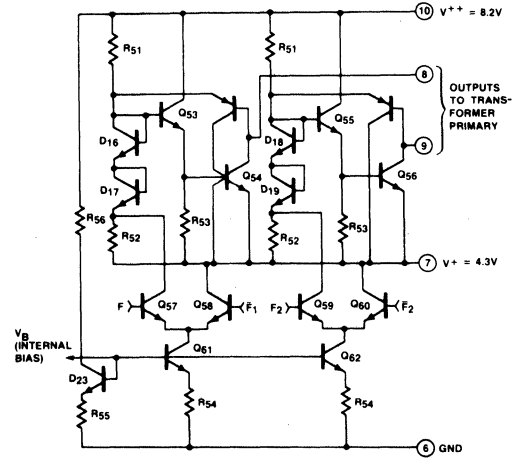 10 V++ = 8.2V
R51
R51
8
OUTPUTS
TO TRANS-
FORMER
PRIMARY
Q53
Q55
D16
D18
9
D17
Q54
D19
Q56
R56
R52
R53
R52
R53
7 V+ = 4.3V
F
Q57
Q58
F̄1
F2
Q59
Q60
F̄2
VB
(INTERNAL
BIAS)
Q61
Q62
D23
R55
R54
R54
6 GND